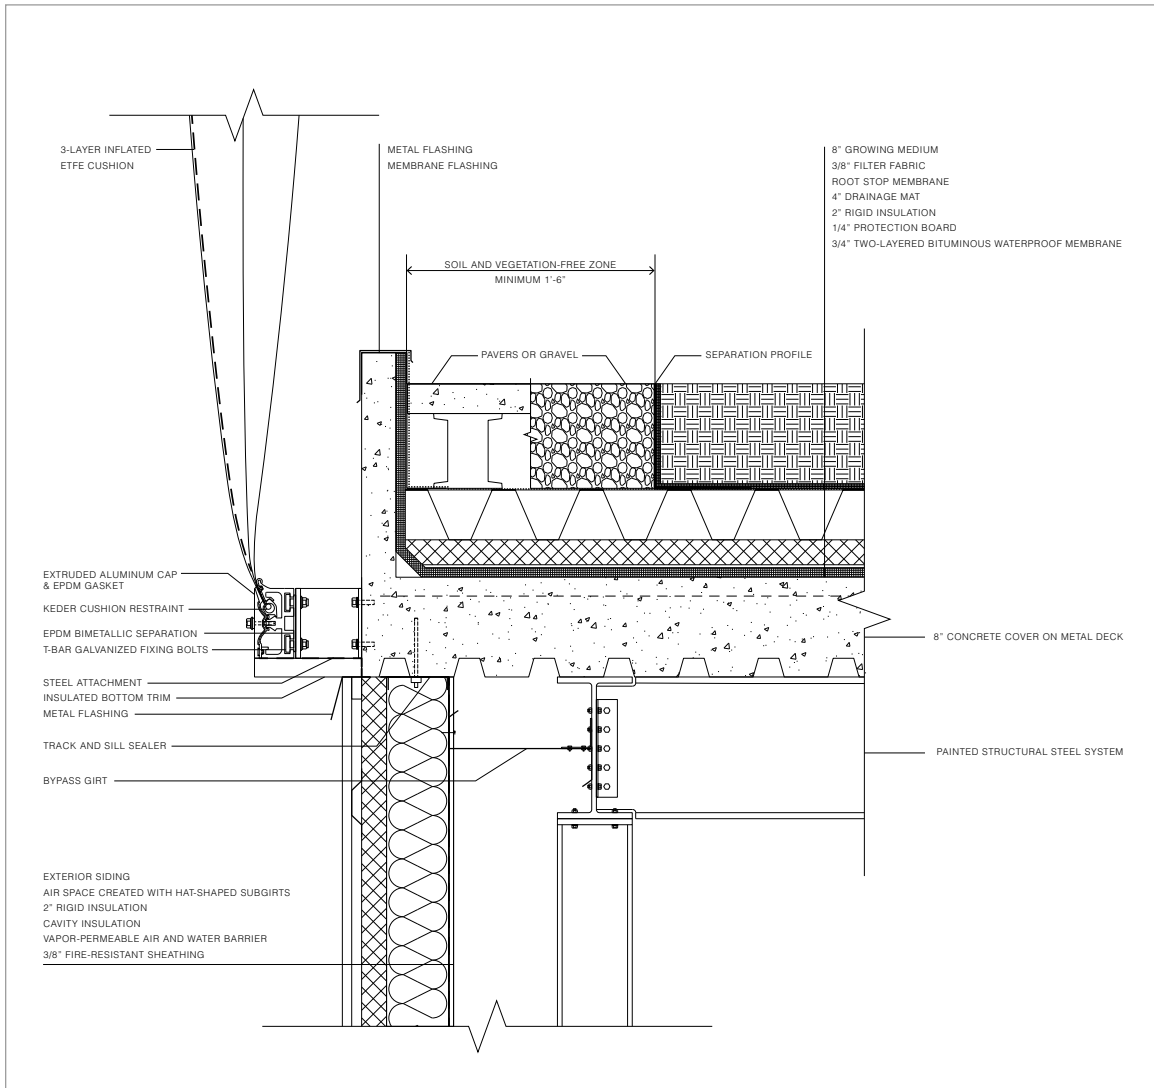 3-LAYER INFLATED
ETFE CUSHION
METAL FLASHING
MEMBRANE FLASHING
8" GROWING MEDIUM
3/8" FILTER FABRIC
ROOT STOP MEMBRANE
4" DRAINAGE MAT
2" RIGID INSULATION
1/4" PROTECTION BOARD
3/4" TWO-LAYERED BITUMINOUS WATERPROOF MEMBRANE
SOIL AND VEGETATION-FREE ZONE
MINIMUM 1'-6"
PAVERS OR GRAVEL
SEPARATION PROFILE
EXTRUDED ALUMINUM CAP
& EPDM GASKET
KEDER CUSHION RESTRAINT
EPDM BIMETALLIC SEPARATION
T-BAR GALVANIZED FIXING BOLTS
STEEL ATTACHMENT
INSULATED BOTTOM TRIM
METAL FLASHING
TRACK AND SILL SEALER
BYPASS GIRT
8" CONCRETE COVER ON METAL DECK
PAINTED STRUCTURAL STEEL SYSTEM
EXTERIOR SIDING
AIR SPACE CREATED WITH HAT-SHAPED SUBGIRTS
2" RIGID INSULATION
CAVITY INSULATION
VAPOR-PERMEABLE AIR AND WATER BARRIER
3/8" FIRE-RESISTANT SHEATHING